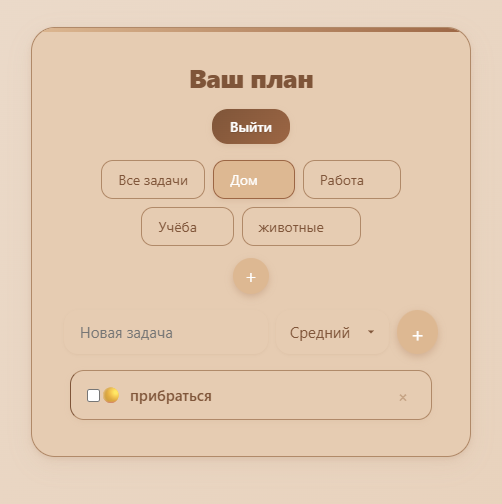 Ваш план
Выйти
Все задачи Дом Работа
Учёба животные
+
Новая задача Средний +
прибраться ×